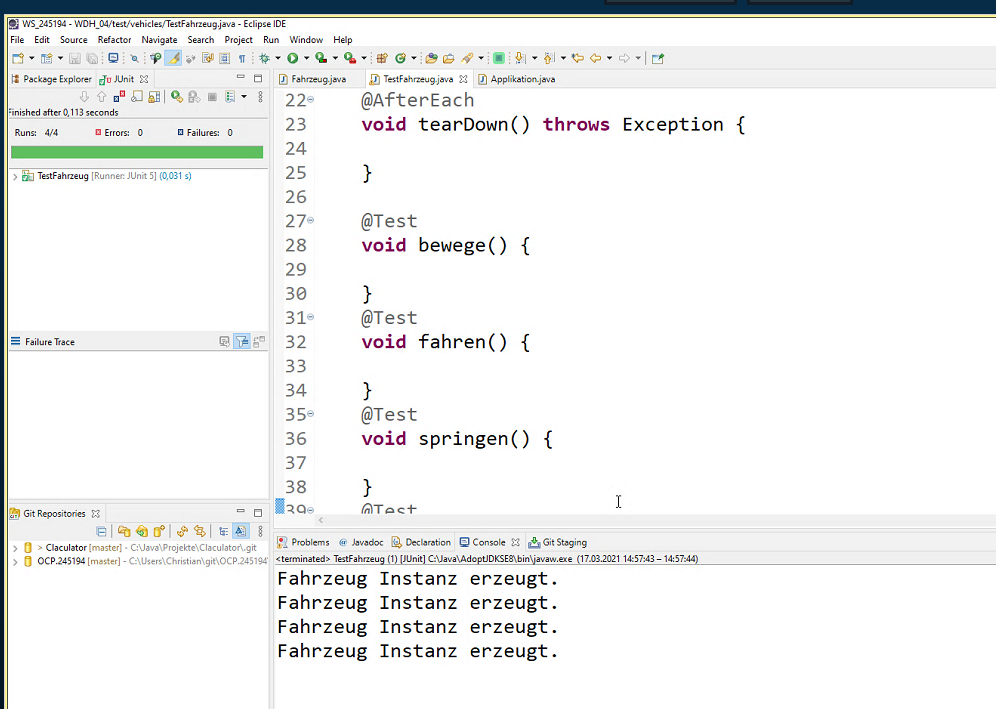 WS_245194 - WDH_04/test/vehicles/TestFahrzeug.java - Eclipse IDE
File Edit Source Refactor Navigate Search Project Run Window Help
Package Explorer JUnit
Finished after 0,113 seconds
Runs: 4/4 Errors: 0 Failures: 0
TestFahrzeug [Runner: JUnit 5] (0,031 s)
Failure Trace
Git Repositories
> Claculator [master] - C:\Java\Projekte\Claculator\.git
OCP.245194 [master] - C:\Users\Christian\git\OCP.245194
Fahrzeug.java TestFahrzeug.java Applikation.java
22 @AfterEach
23 void tearDown() throws Exception {
24
25 }
26
27 @Test
28 void bewege() {
29
30 }
31 @Test
32 void fahren() {
33
34 }
35 @Test
36 void springen() {
37
38 }
39 @Test
Problems Javadoc Declaration Console Git Staging
<terminated> TestFahrzeug (1) [JUnit] C:\Java\AdoptJDKSE8\bin\javaw.exe (17.03.2021 14:57:43 – 14:57:44)
Fahrzeug Instanz erzeugt.
Fahrzeug Instanz erzeugt.
Fahrzeug Instanz erzeugt.
Fahrzeug Instanz erzeugt.